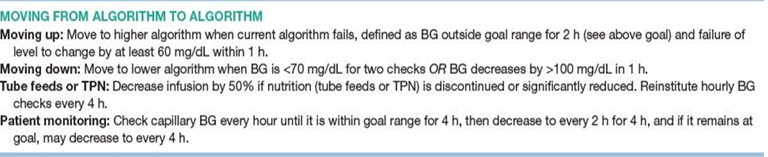 MOVING FROM ALGORITHM TO ALGORITHM
Moving up: Move to higher algorithm when current algorithm fails, defined as BG outside goal range for 2 h (see above goal) and failure of
level to change by at least 60 mg/dL within 1 h.
Moving down: Move to lower algorithm when BG is <70 mg/dL for two checks OR BG decreases by >100 mg/dL in 1 h.
Tube feeds or TPN: Decrease infusion by 50% if nutrition (tube feeds or TPN) is discontinued or significantly reduced. Reinstitute hourly BG
checks every 4 h.
Patient monitoring: Check capillary BG every hour until it is within goal range for 4 h, then decrease to every 2 h for 4 h, and if it remains at
goal, may decrease to every 4 h.